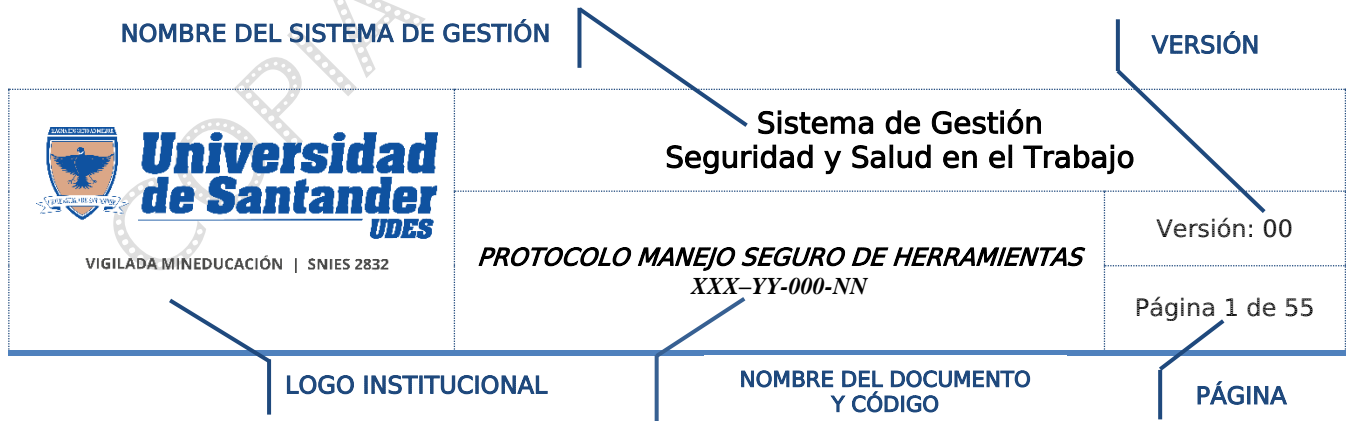 NOMBRE DEL SISTEMA DE GESTIÓN
VERSIÓN
COPIA
Sistema de Gestión
Seguridad y Salud en el Trabajo
Universidad
de Santander
UDES
VIGILADA MINEDUCACIÓN | SNIES 2832
PROTOCOLO MANEJO SEGURO DE HERRAMIENTAS
XXX–YY-000-NN
Versión: 00
Página 1 de 55
LOGO INSTITUCIONAL
NOMBRE DEL DOCUMENTO
Y CÓDIGO
PÁGINA